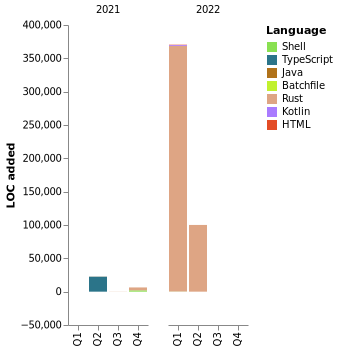 2021
2022
LOC added
400,000
350,000
300,000
250,000
200,000
150,000
100,000
50,000
0
−50,000
Q1
Q2
Q3
Q4
Q1
Q2
Q3
Q4
Language
Shell
TypeScript
Java
Batchfile
Rust
Kotlin
HTML